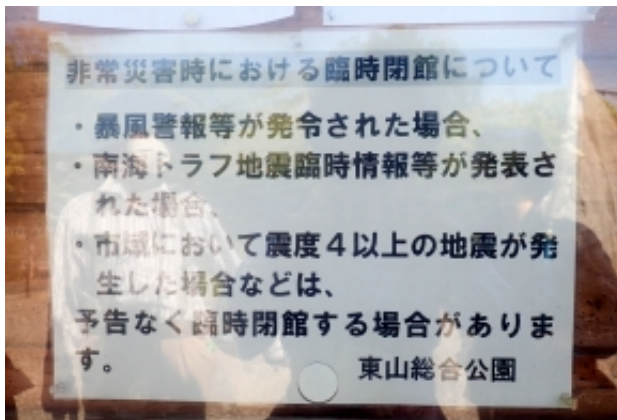 非常災害時における臨時閉館について
・暴風警報等が発令された場合、
・南海トラフ地震臨時情報等が発表さ
れた場合、
・市域において震度４以上の地震が発
生した場合などは、
予告なく臨時閉館する場合がありま
す。
東山総合公園